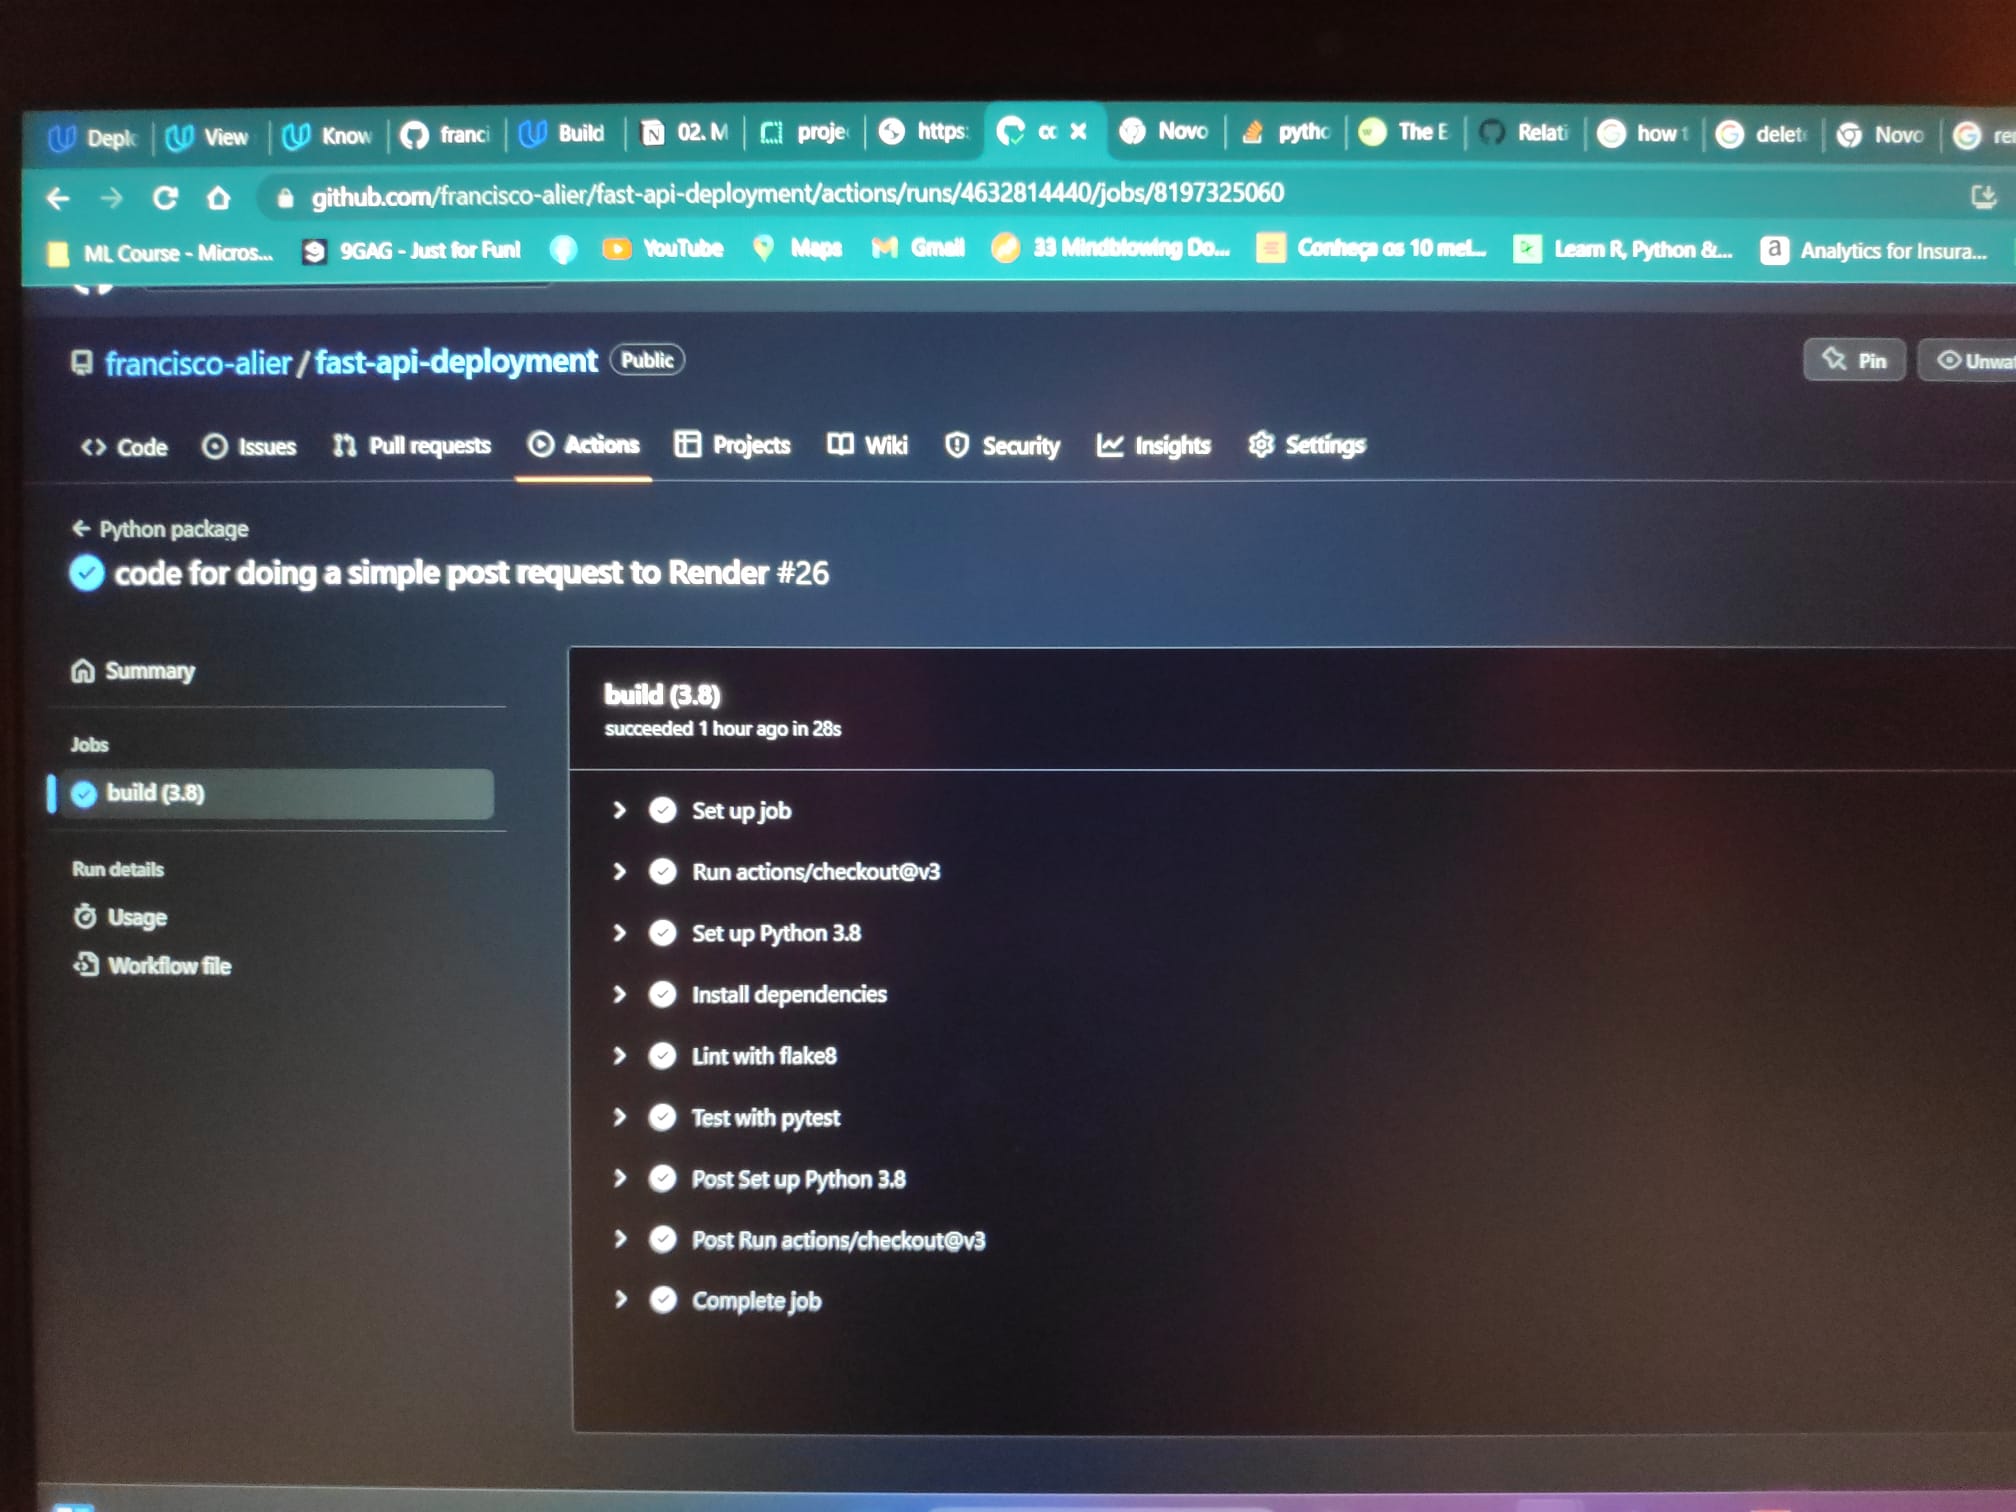 Deplo View Know franci Build 02. M proje https: co Novo pytho The E Relati how t delete Novo re
github.com/francisco-alier/fast-api-deployment/actions/runs/4632814440/jobs/8197325060
ML Course - Micros... 9GAG - Just for Fun! YouTube Maps Gmail 33 Mindblowing Do... Conheça os 10 mel... Learn R, Python &... Analytics for Insura...
francisco-alier / fast-api-deployment Public Pin Unwat
Code Issues Pull requests Actions Projects Wiki Security Insights Settings
Python package
code for doing a simple post request to Render #26
Summary
Jobs
build (3.8)
Run details
Usage
Workflow file
build (3.8)
succeeded 1 hour ago in 28s
Set up job
Run actions/checkout@v3
Set up Python 3.8
Install dependencies
Lint with flake8
Test with pytest
Post Set up Python 3.8
Post Run actions/checkout@v3
Complete job